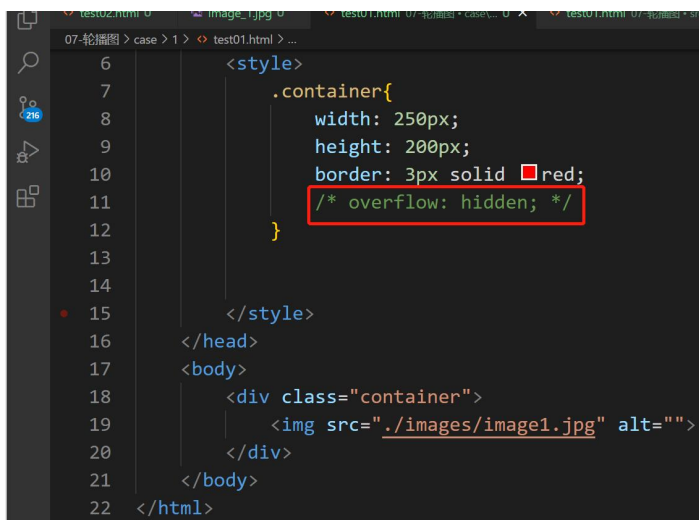 test02.html U image_1.jpg U test01.html 07-轮播图 • case\... U test01.html 07-轮播图
07-轮播图 > case > 1 > test01.html > ...
6 <style>
7 .container{
8 width: 250px;
9 height: 200px;
10 border: 3px solid red;
11 /* overflow: hidden; */
12 }
13
14
15 </style>
16 </head>
17 <body>
18 <div class="container">
19 <img src="./images/image1.jpg" alt="">
20 </div>
21 </body>
22 </html>
216